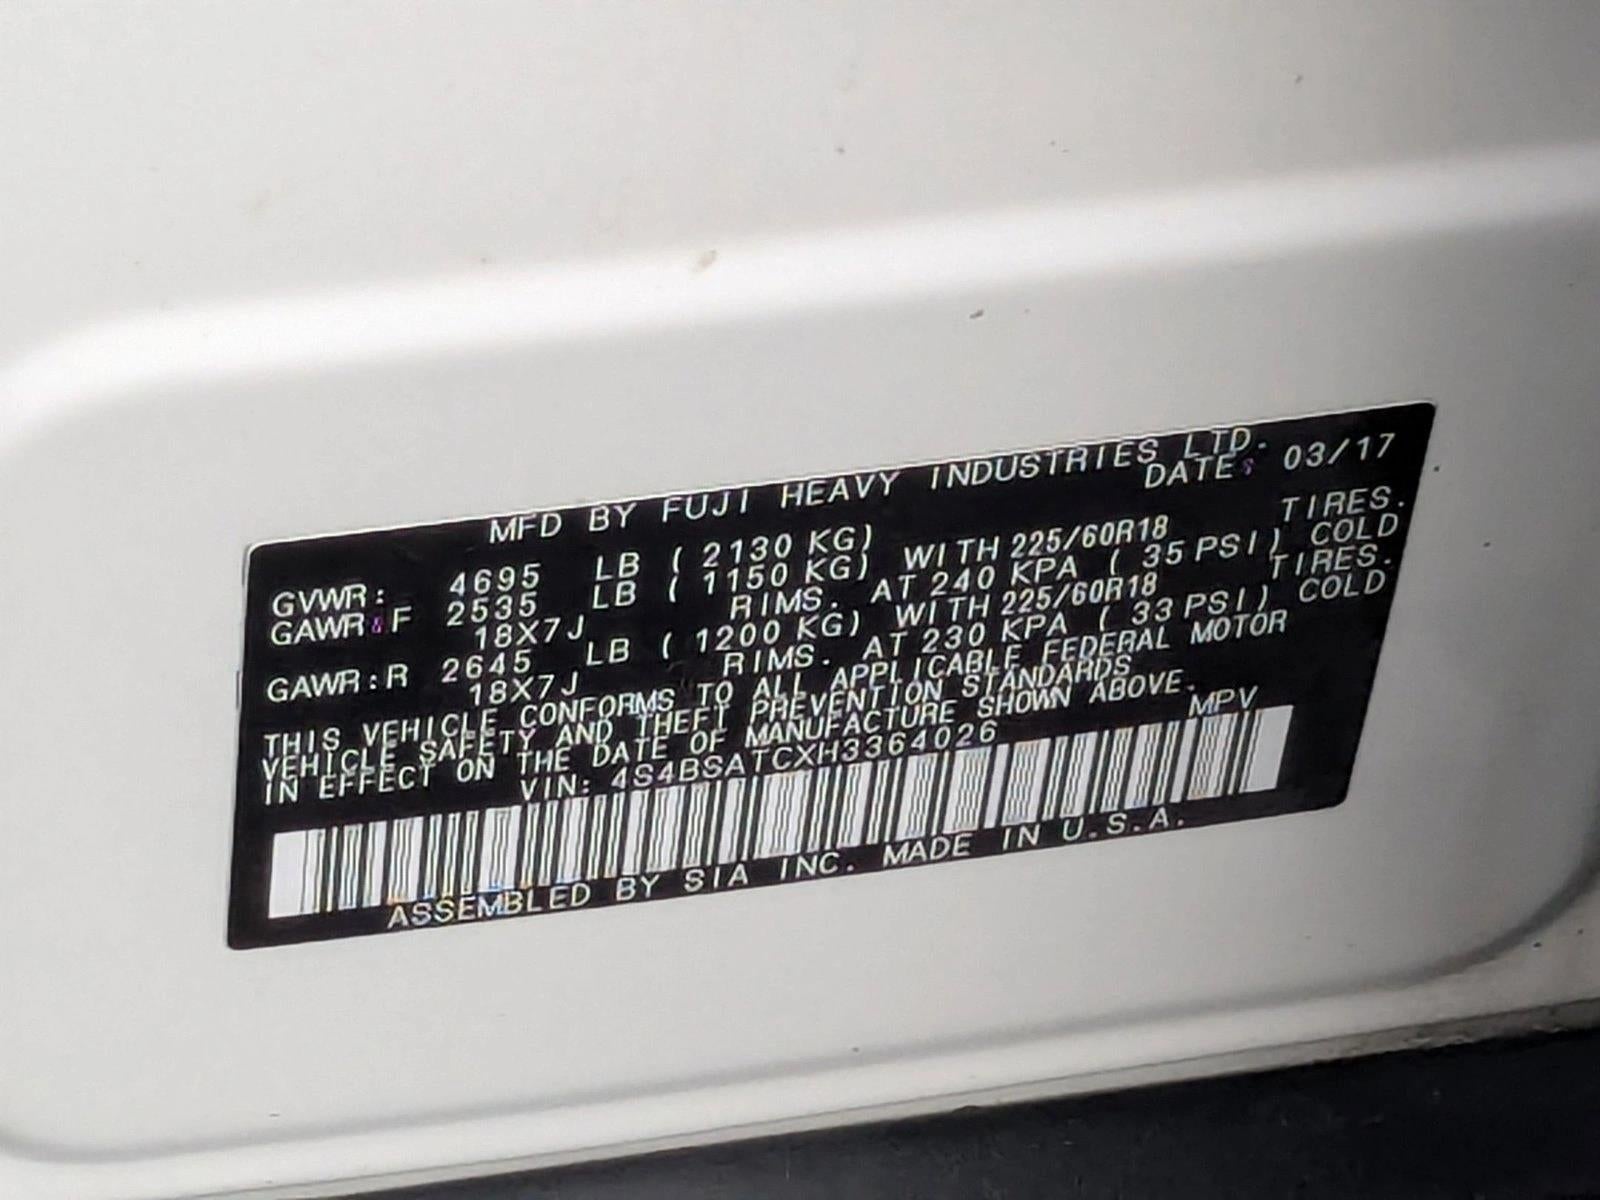 MFD BY FUJI HEAVY INDUSTRIES LTD.
DATE: 03/17
GVWR: 4695 LB ( 2130 KG)
GAWR: F 2535 LB ( 1150 KG) WITH 225/60R18 TIRES.
18X7J RIMS. AT 240 KPA ( 35 PSI) COLD
GAWR: R 2645 LB ( 1200 KG) WITH 225/60R18 TIRES.
18X7J RIMS. AT 230 KPA ( 33 PSI) COLD
THIS VEHICLE CONFORMS TO ALL APPLICABLE FEDERAL MOTOR
VEHICLE SAFETY AND THEFT PREVENTION STANDARDS
IN EFFECT ON THE DATE OF MANUFACTURE SHOWN ABOVE.
VIN: 4S4BSATCXH3364026 MPV
ASSEMBLED BY SIA INC. MADE IN U.S.A.